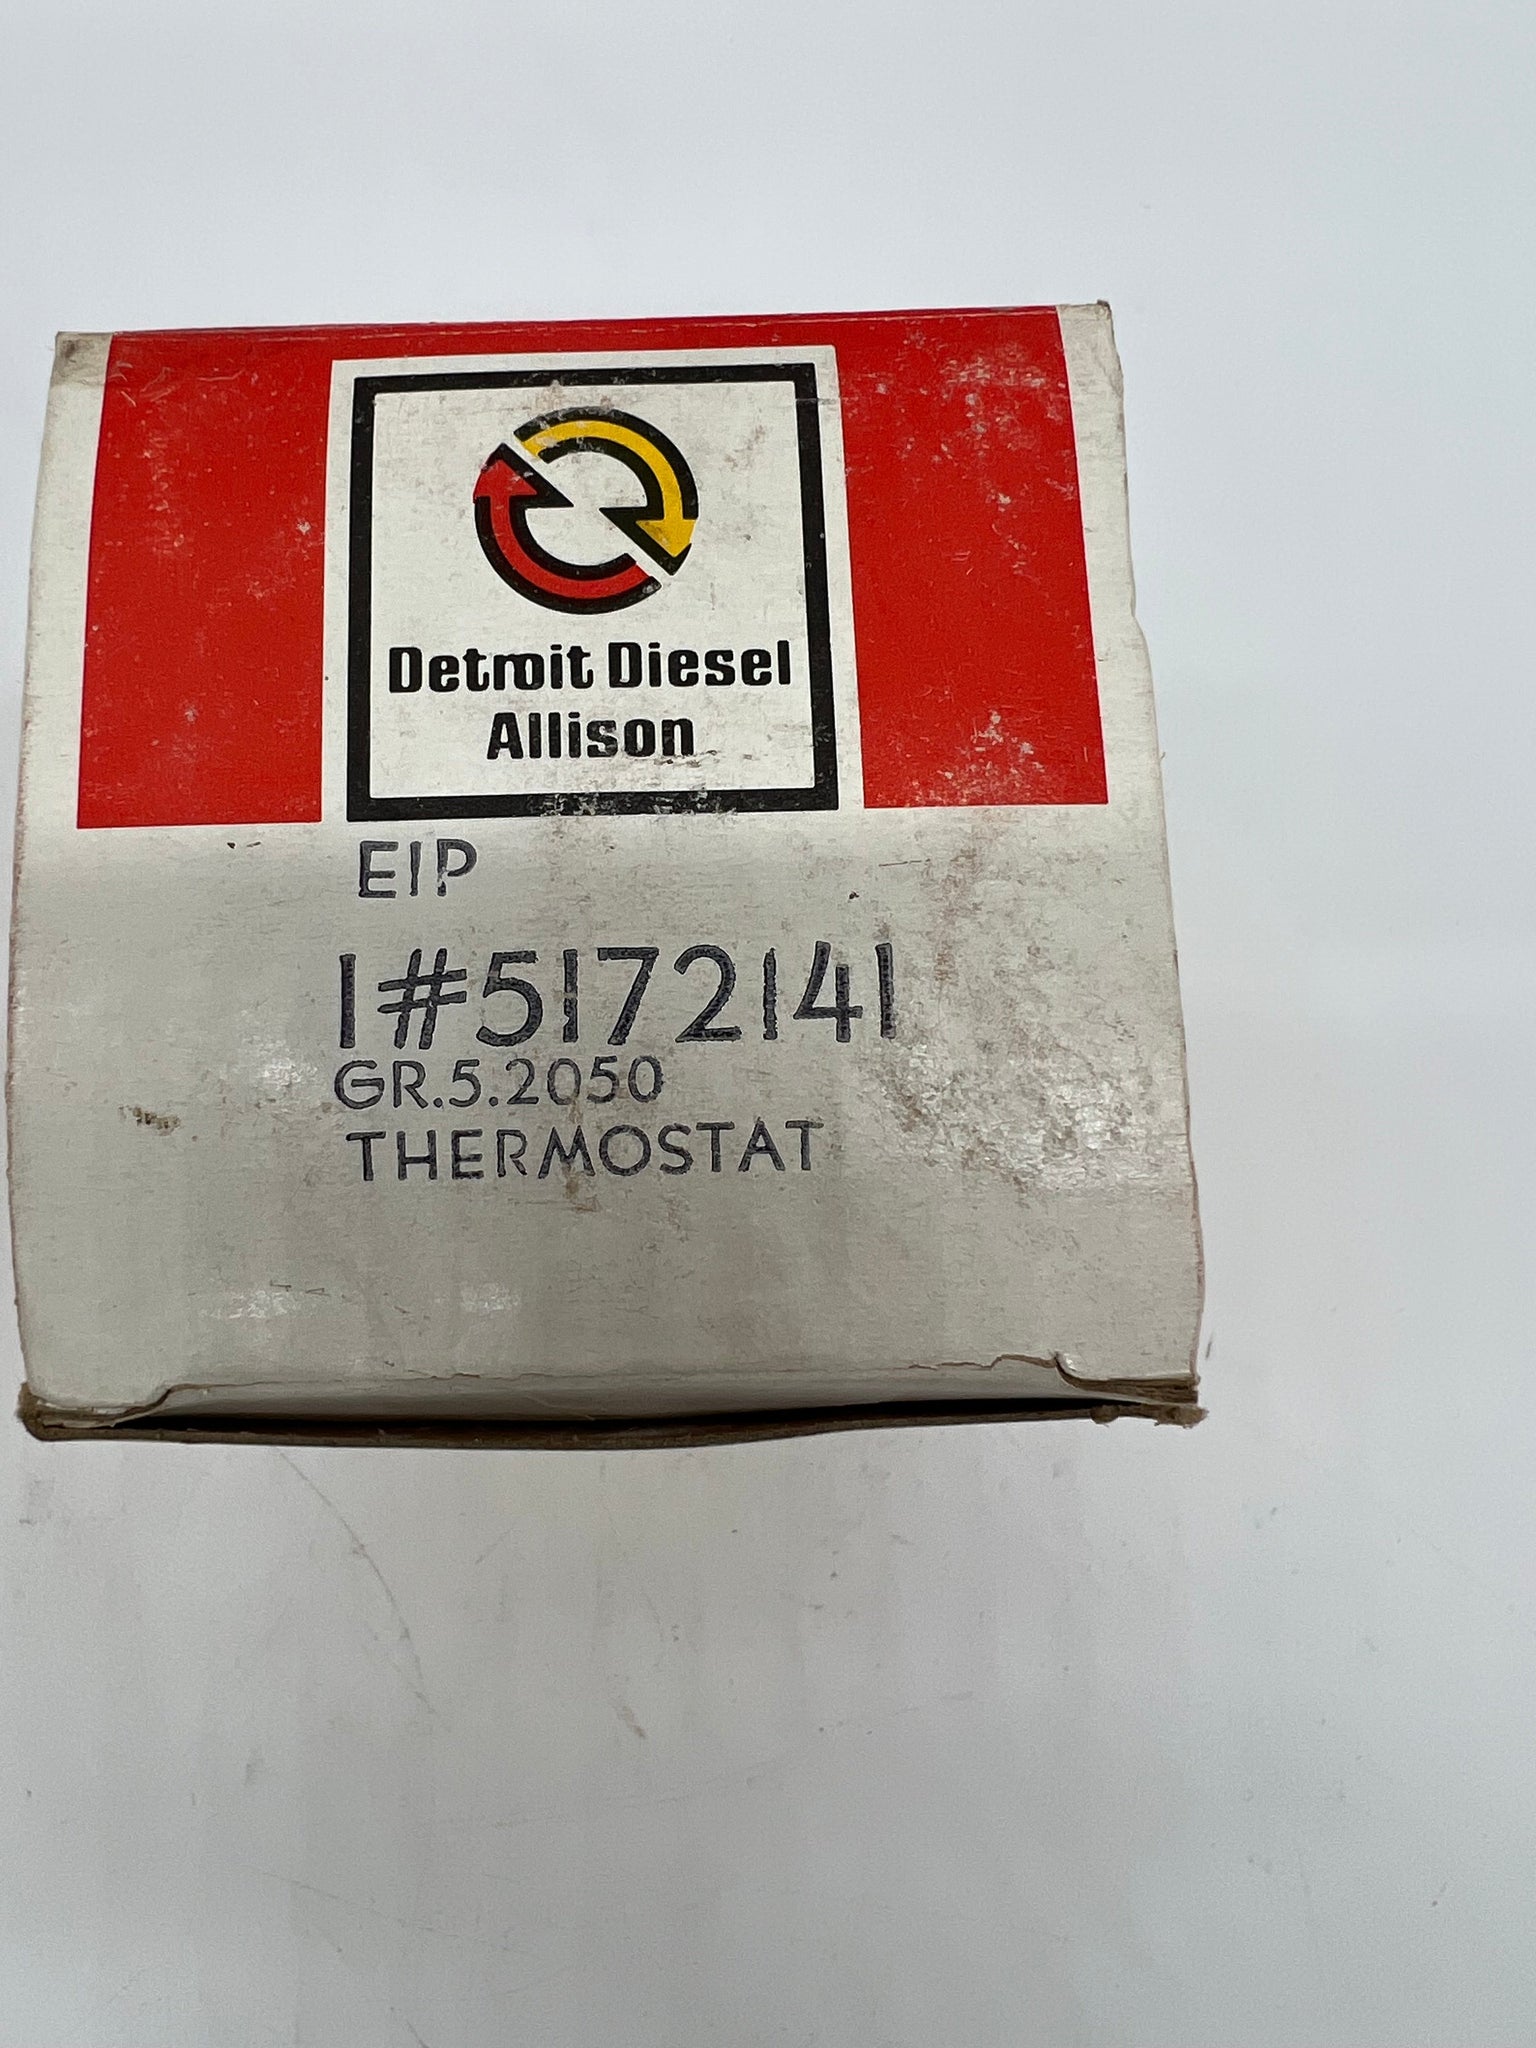 Detroit Diesel
Allison
EIP
1#5172141
GR.5.2050
THERMOSTAT